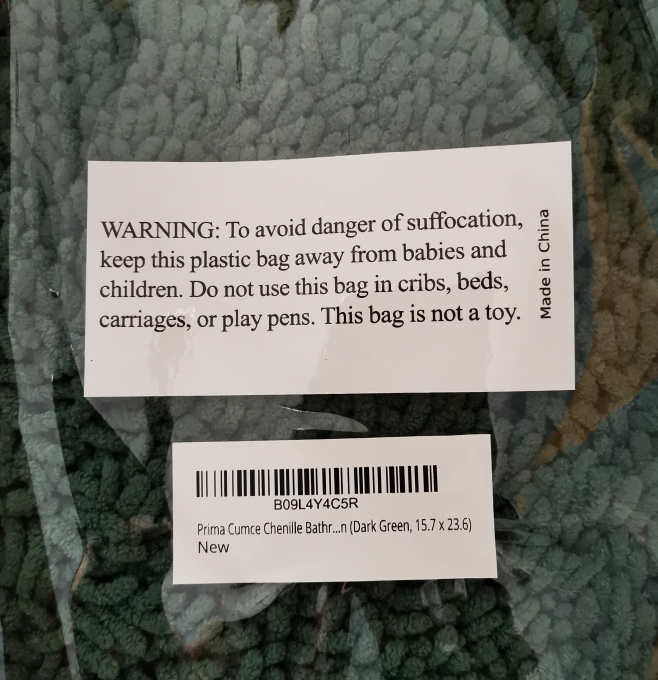 WARNING: To avoid danger of suffocation,
keep this plastic bag away from babies and
children. Do not use this bag in cribs, beds,
carriages, or play pens. This bag is not a toy.
Made in China
B09L4Y4C5R
Prima Cumce Chenille Bathr...n (Dark Green, 15.7 x 23.6)
New